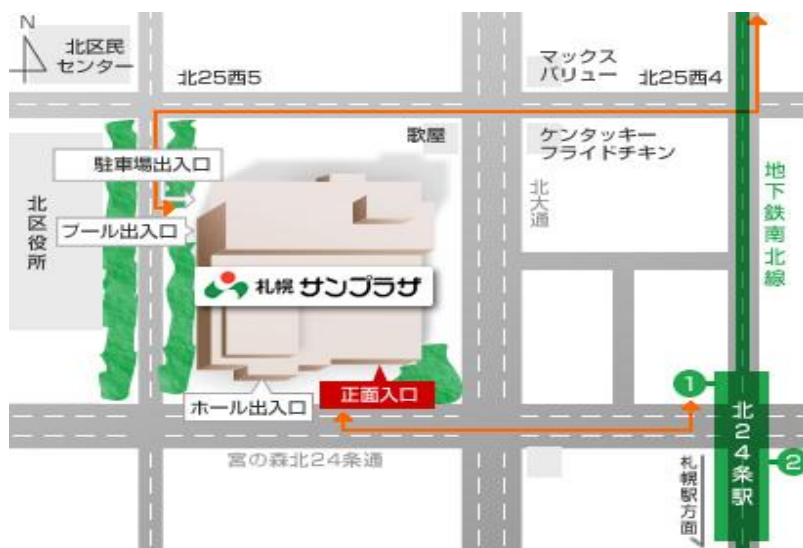 N
北区民
センター
北25西5
マックス
バリュー
北25西4
歌屋
ケンタッキー
フライドチキン
駐車場出入口
北大通
地下鉄南北線
北区役所
プール出入口
札幌 サンプラザ
1
正面入口
ホール出入口
北24条駅
宮の森北24条通
札幌駅方面
2